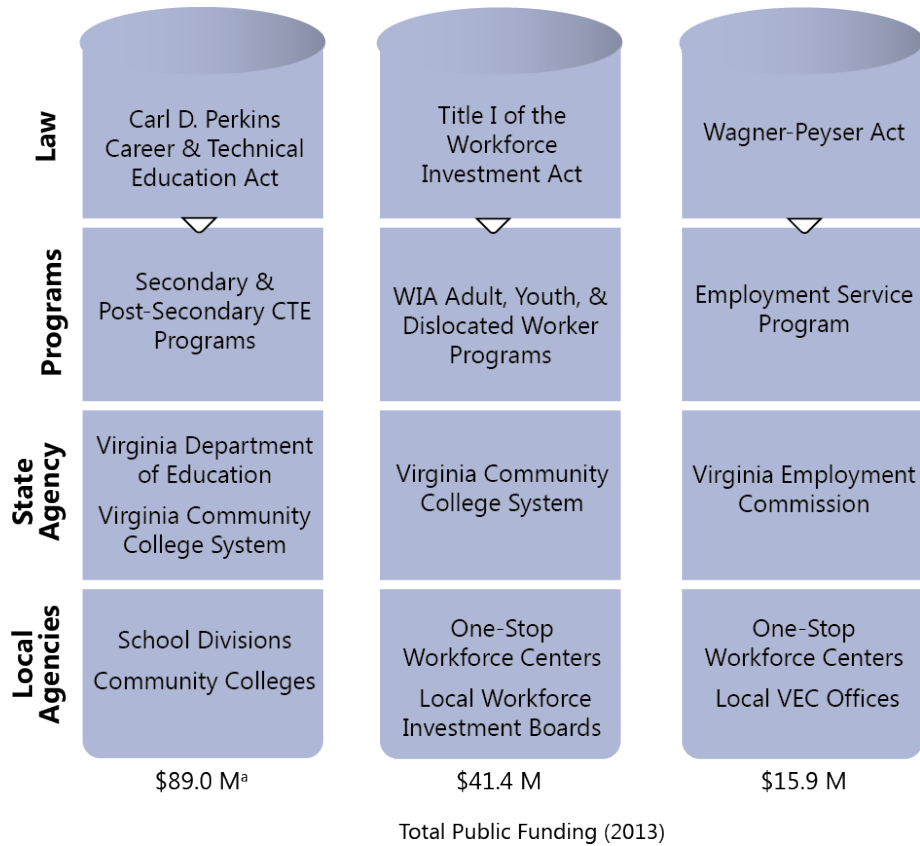 Law
Carl D. Perkins
Career & Technical
Education Act
Title I of the
Workforce
Investment Act
Wagner-Peyser Act
Programs
Secondary &
Post-Secondary CTE
Programs
WIA Adult, Youth, &
Dislocated Worker
Programs
Employment Service
Program
State
Agency
Virginia Department
of Education
Virginia Community
College System
Virginia Community
College System
Virginia Employment
Commission
Local
Agencies
School Divisions
Community Colleges
One-Stop
Workforce Centers
Local Workforce
Investment Boards
One-Stop
Workforce Centers
Local VEC Offices
$89.0 Mᵃ
$41.4 M
$15.9 M
Total Public Funding (2013)